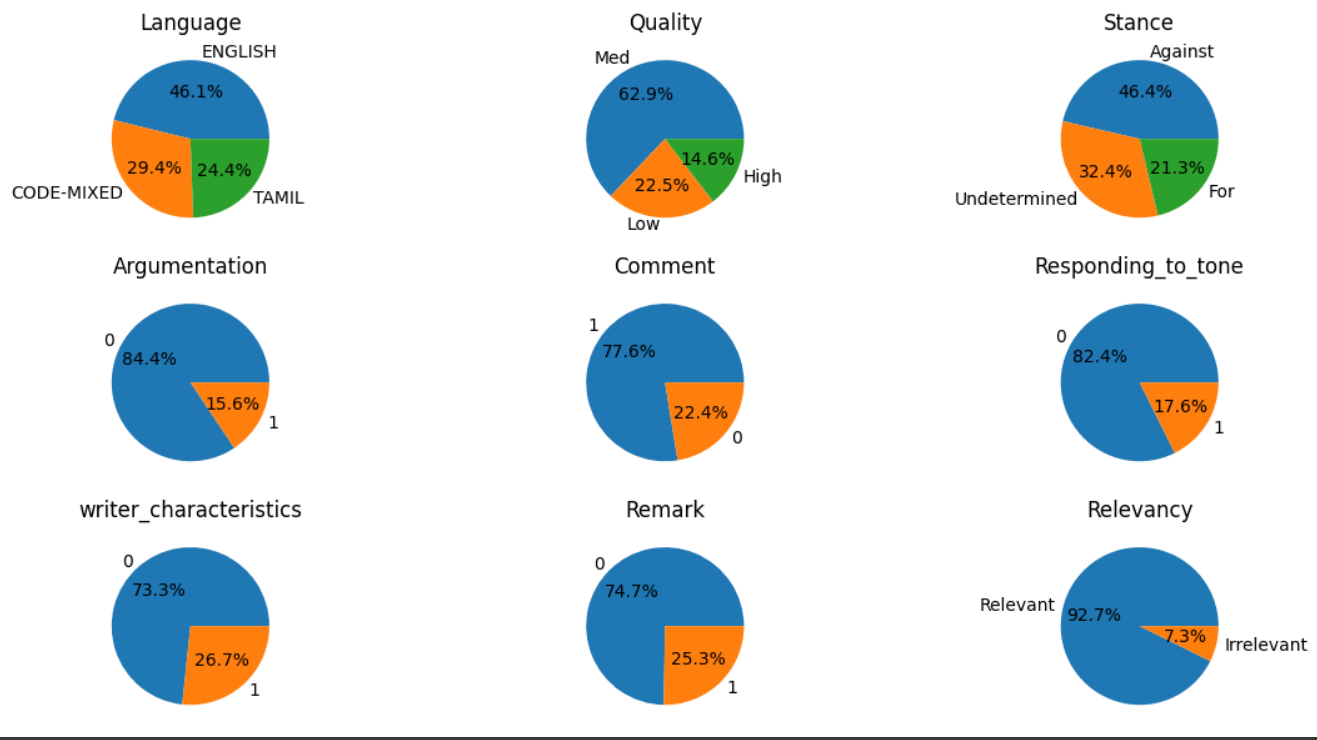 Language
ENGLISH
46.1%
29.4%
24.4%
CODE-MIXED
TAMIL
Quality
Med
62.9%
14.6%
High
22.5%
Low
Stance
Against
46.4%
32.4%
21.3%
Undetermined
For
Argumentation
0
84.4%
15.6%
1
Comment
1
77.6%
22.4%
0
Responding_to_tone
0
82.4%
17.6%
1
writer_characteristics
0
73.3%
26.7%
1
Remark
0
74.7%
25.3%
1
Relevancy
Relevant
92.7%
7.3%
Irrelevant